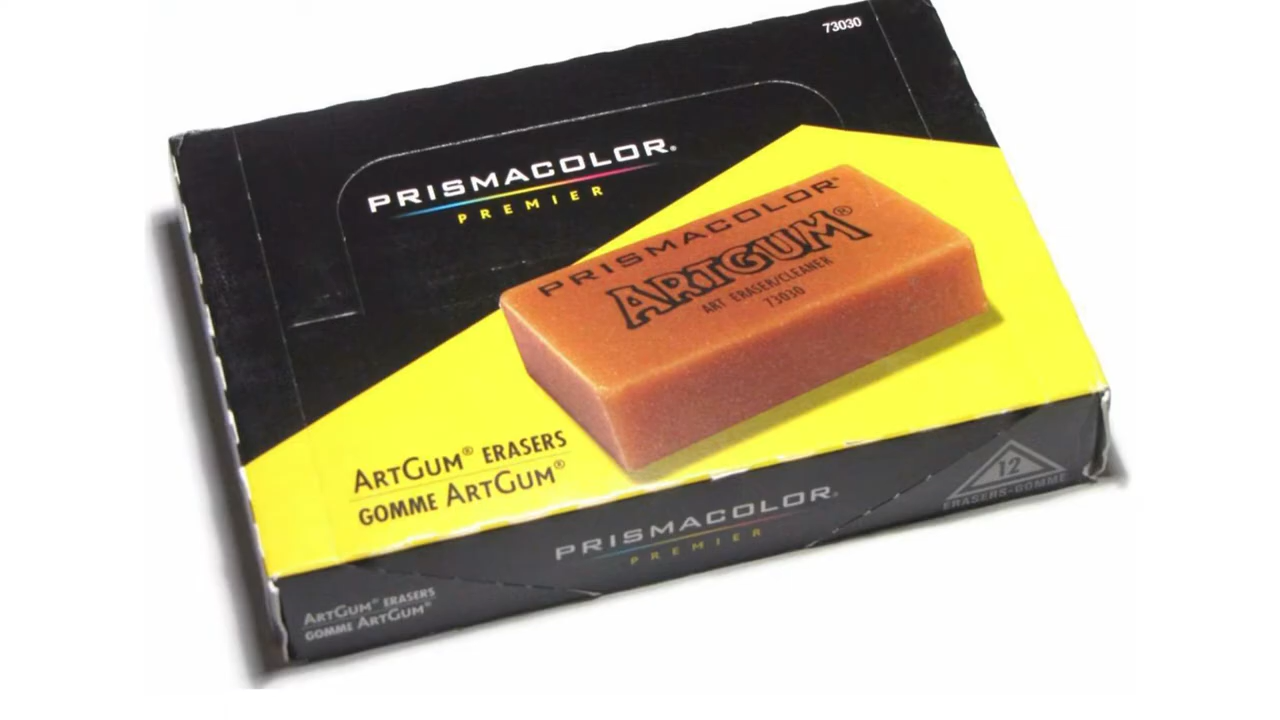 73030
PRISMACOLOR®
PREMIER
PRISMACOLOR®
ARTGUM®
ART ERASER/CLEANER
73030
ARTGUM® ERASERS
GOMME ARTGUM®
PRISMACOLOR®
PREMIER
12
ERASERS-GOMME
ARTGUM® ERASERS
GOMME ARTGUM®